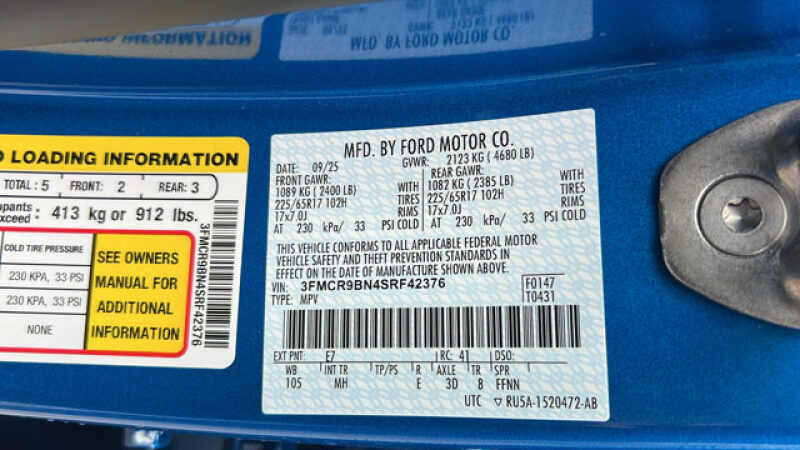 G INFORMATION
MFD. BY FORD MOTOR CO.
LOADING INFORMATION
TOTAL: 5 FRONT: 2 REAR: 3
413 kg or 912 lbs.
COLD TIRE PRESSURE
230 KPA, 33 PSI
230 KPA, 33 PSI
NONE
SEE OWNERS
MANUAL FOR
ADDITIONAL
INFORMATION
3FMCR9BN4SRF42376
MFD. BY FORD MOTOR CO.
DATE: 09/25 GVWR: 2123 KG ( 4680 LB)
FRONT GAWR: REAR GAWR:
1089 KG ( 2400 LB) WITH 1082 KG ( 2385 LB) WITH
225/65R17 102H TIRES 225/65R17 102H TIRES
17x7.0J RIMS 17x7.0J RIMS
AT 230 kPa/ 33 PSI COLD AT 230 kPa/ 33 PSI COLD
THIS VEHICLE CONFORMS TO ALL APPLICABLE FEDERAL MOTOR
VEHICLE SAFETY AND THEFT PREVENTION STANDARDS IN
EFFECT ON THE DATE OF MANUFACTURE SHOWN ABOVE.
VIN: 3FMCR9BN4SRF42376 F0147
TYPE: MPV T0431
EXT PNT: E7 RC: 41 DSO:
WB INT TR TP/PS R AXLE TR SPR
105 MH E 3D 8 FFNN
UTC ▽ RU5A-1520472-AB